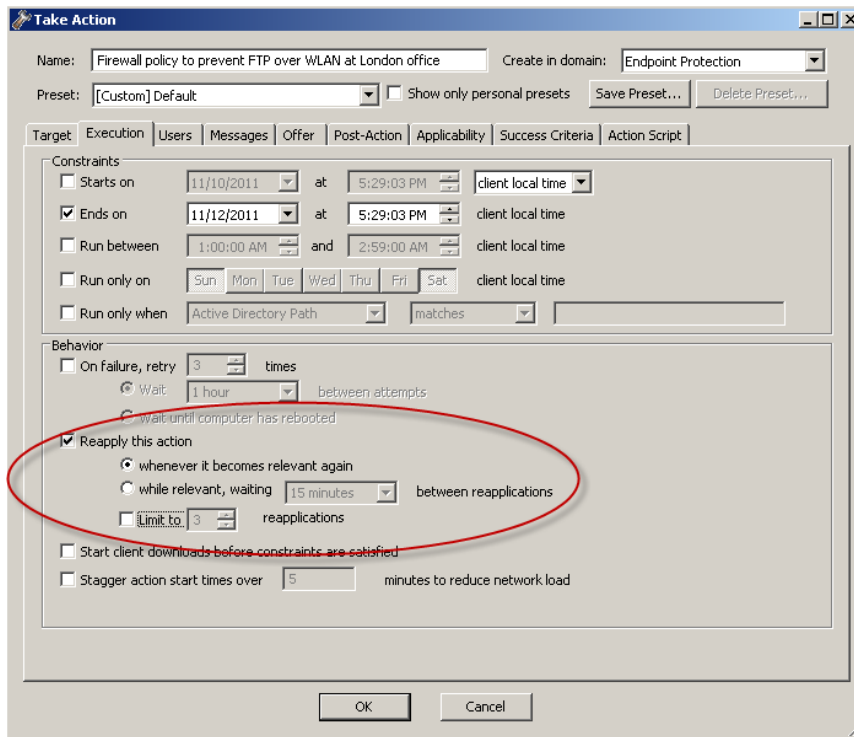 Take Action
Name: Firewall policy to prevent FTP over WLAN at London office Create in domain: Endpoint Protection
Preset: [Custom] Default Show only personal presets Save Preset... Delete Preset...
Target Execution Users Messages Offer Post-Action Applicability Success Criteria Action Script
Constraints
Starts on 11/10/2011 at 5:29:03 PM client local time
Ends on 11/12/2011 at 5:29:03 PM client local time
Run between 1:00:00 AM and 2:59:00 AM client local time
Run only on Sun Mon Tue Wed Thu Fri Sat client local time
Run only when Active Directory Path matches
Behavior
On failure, retry 3 times
Wait 1 hour between attempts
Wait until computer has rebooted
Reapply this action
whenever it becomes relevant again
while relevant, waiting 15 minutes between reapplications
Limit to 3 reapplications
Start client downloads before constraints are satisfied
Stagger action start times over 5 minutes to reduce network load
OK Cancel